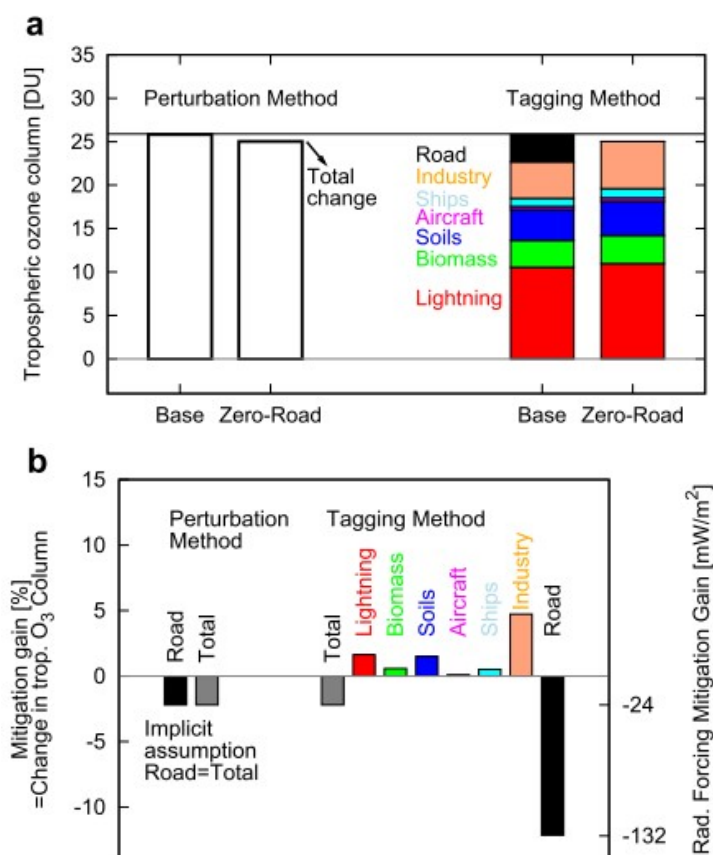 a
Tropospheric ozone column [DU]
35
30
25
20
15
10
5
0
Perturbation Method
Tagging Method
Total
change
Road
Industry
Ships
Aircraft
Soils
Biomass
Lightning
Base
Zero-Road
Base
Zero-Road
b
Mitigation gain [%]
=Change in trop. O3 Column
15
10
5
0
-5
-10
Perturbation
Method
Tagging Method
Road
Total
Total
Lightning
Biomass
Soils
Aircraft
Ships
Industry
Road
Implicit
assumption
Road=Total
-24
-132
Rad. Forcing Mitigation Gain [mW/m²]